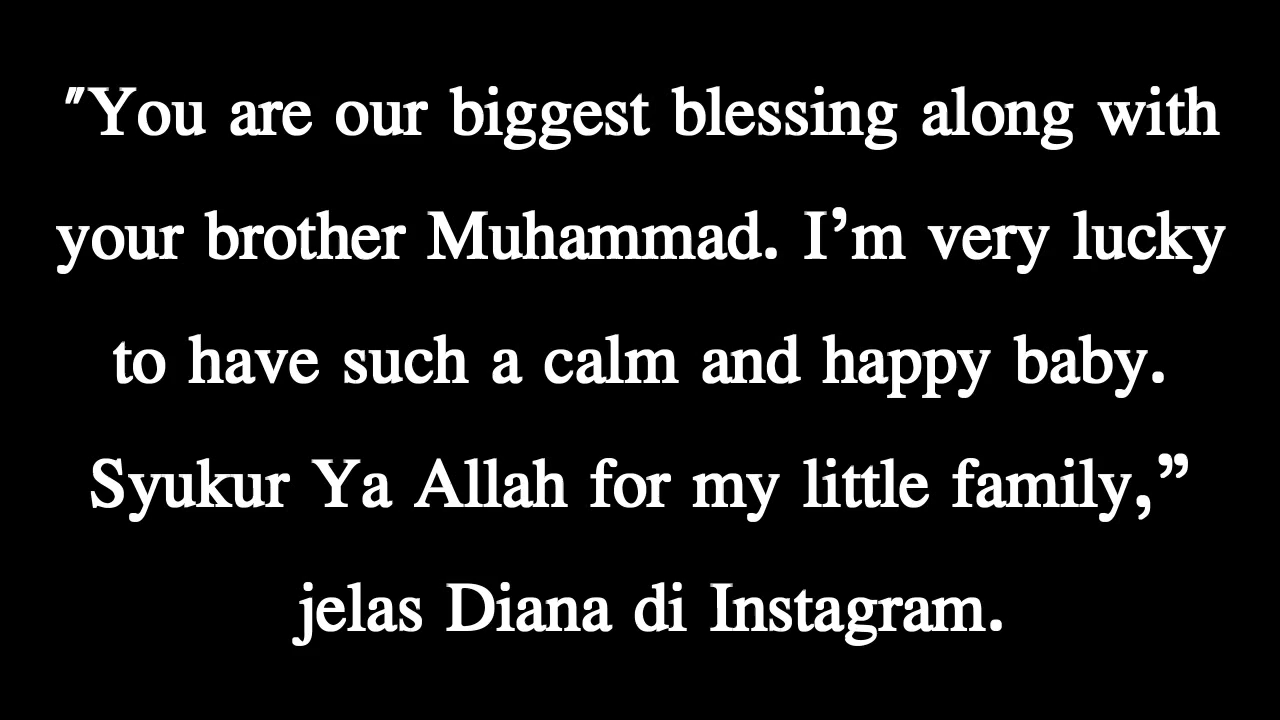 "You are our biggest blessing along with
your brother Muhammad. I’m very lucky
to have such a calm and happy baby.
Syukur Ya Allah for my little family,”
jelas Diana di Instagram.